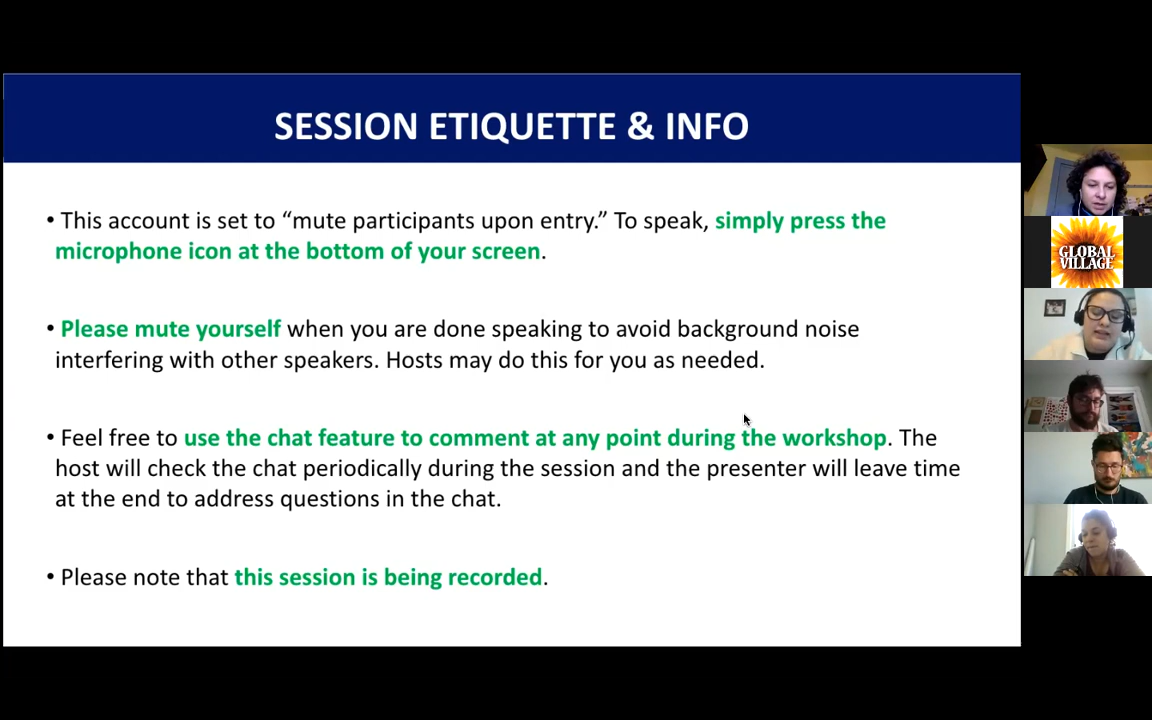 SESSION ETIQUETTE & INFO
• This account is set to “mute participants upon entry.” To speak, simply press the
microphone icon at the bottom of your screen.
• Please mute yourself when you are done speaking to avoid background noise
interfering with other speakers. Hosts may do this for you as needed.
• Feel free to use the chat feature to comment at any point during the workshop. The
host will check the chat periodically during the session and the presenter will leave time
at the end to address questions in the chat.
• Please note that this session is being recorded.
GLOBAL
VILLAGE